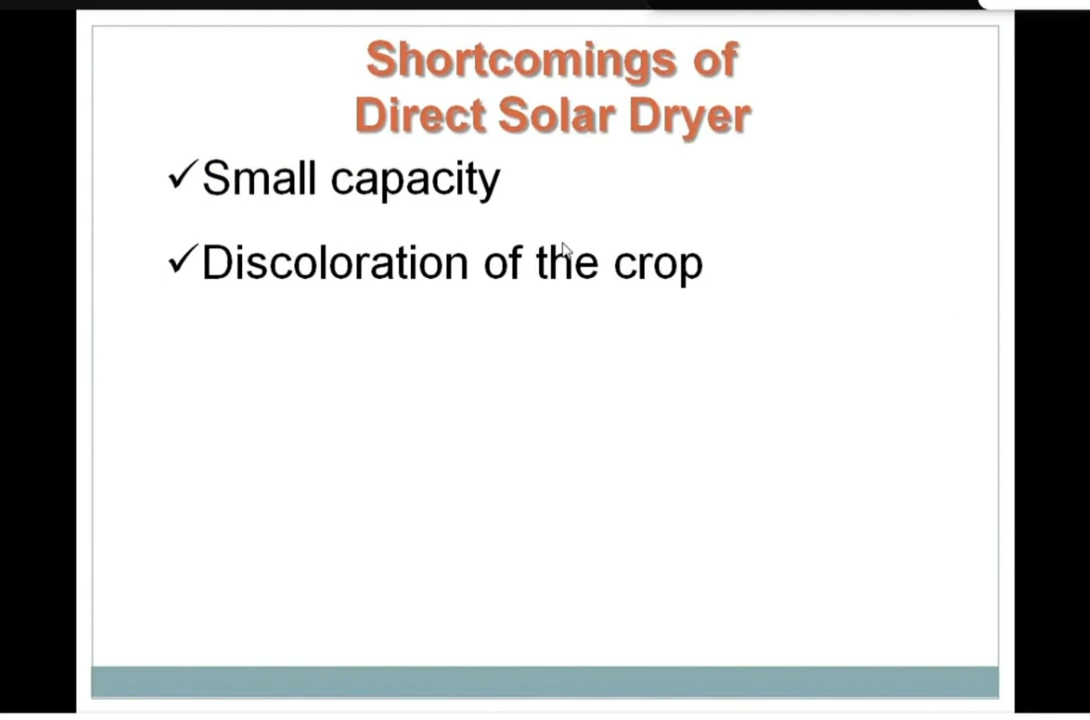 Shortcomings of
Direct Solar Dryer
✓Small capacity
✓Discoloration of the crop